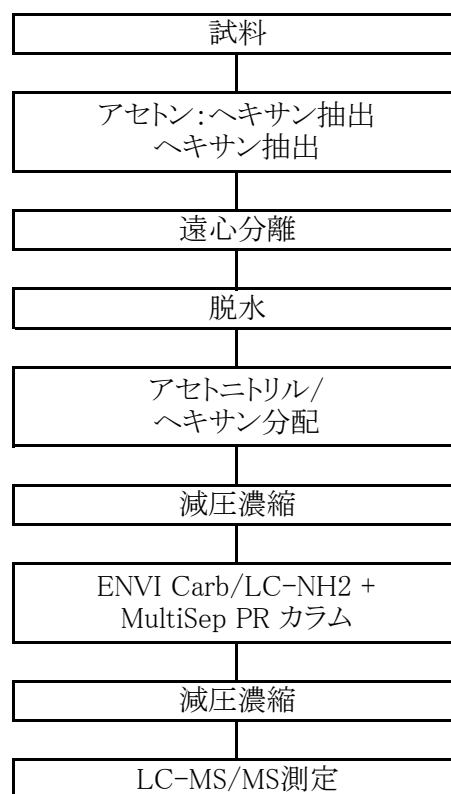 試料
アセトン:ヘキサン抽出
ヘキサン抽出
遠心分離
脱水
アセトニトリル/
ヘキサン分配
減圧濃縮
ENVI Carb/LC-NH2 +
MultiSep PR カラム
減圧濃縮
LC-MS/MS測定